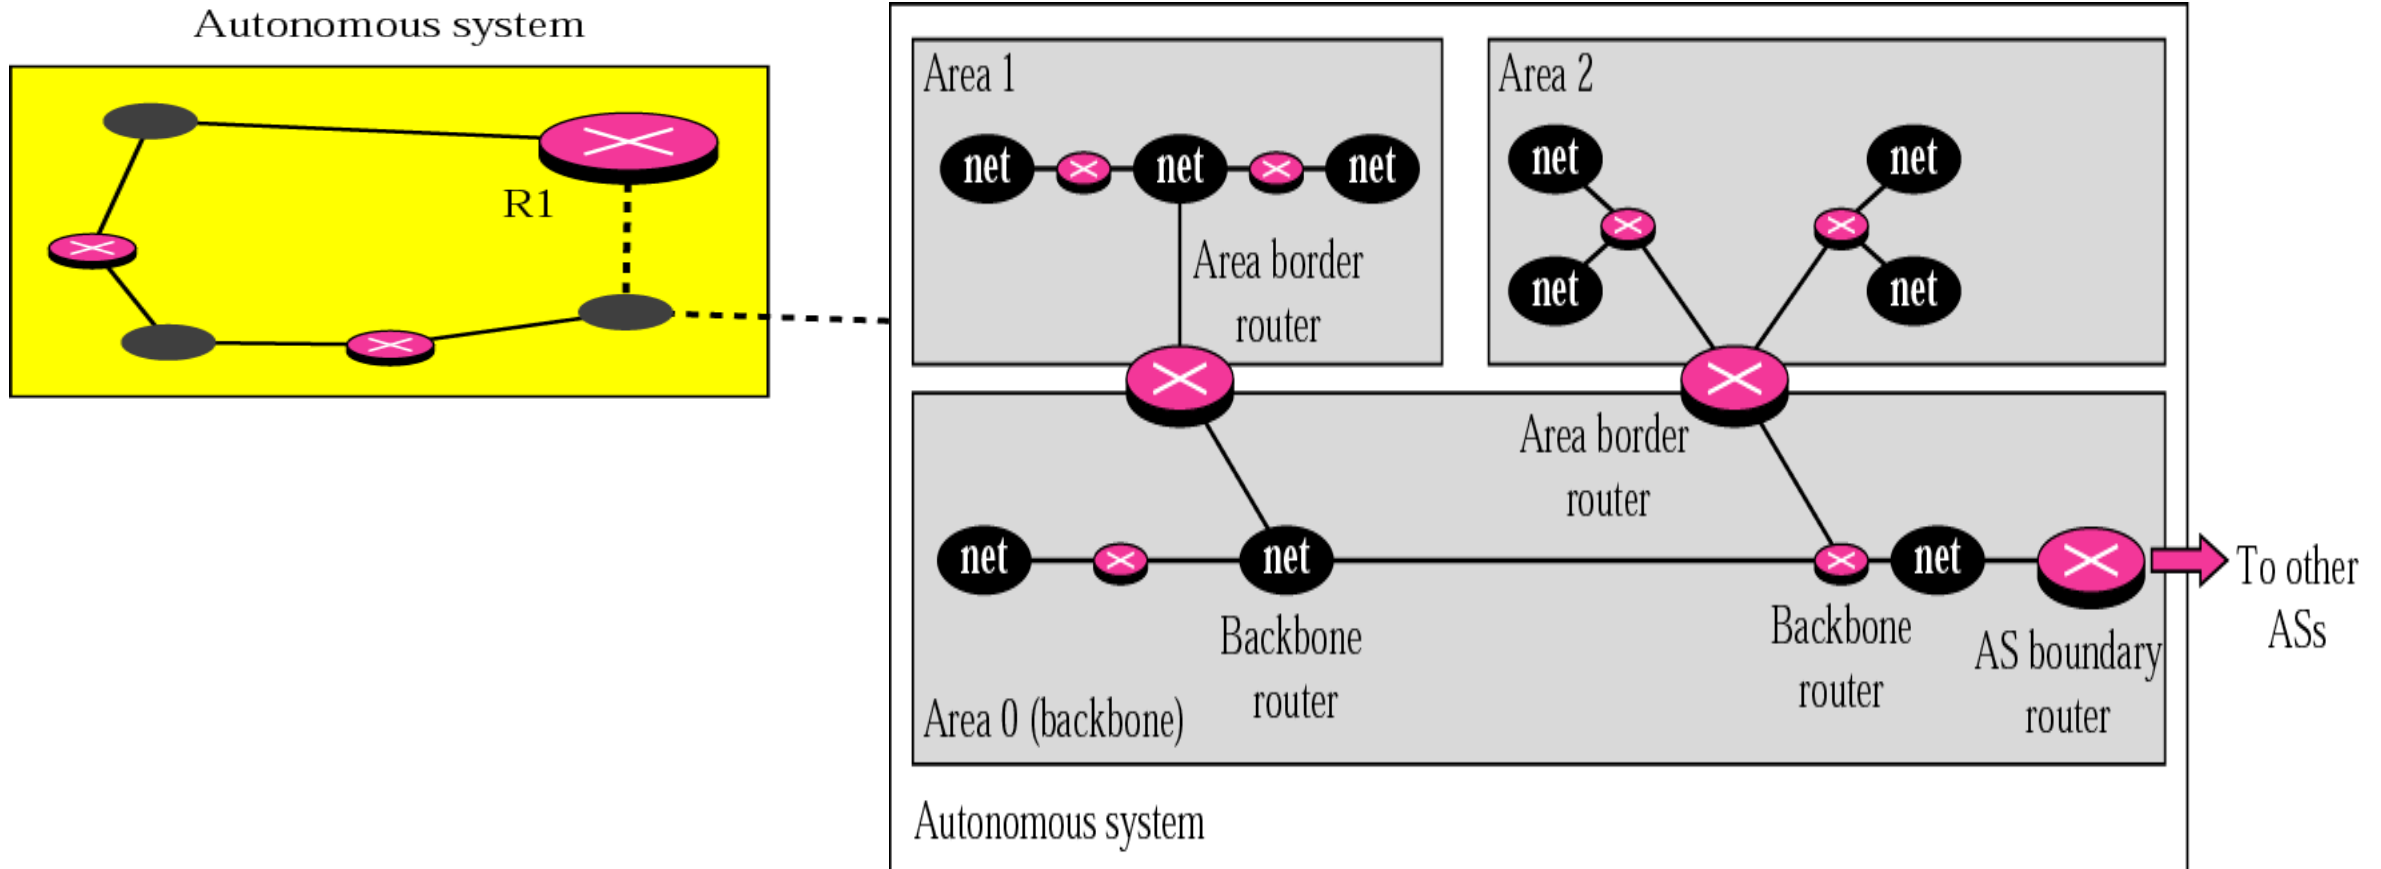 Autonomous system
R1
Area 1
net
net
net
Area border
router
Area 2
net
net
net
net
Area border
router
net
net
net
Backbone
router
Backbone
router
AS boundary
router
Area 0 (backbone)
To other
ASs
Autonomous system